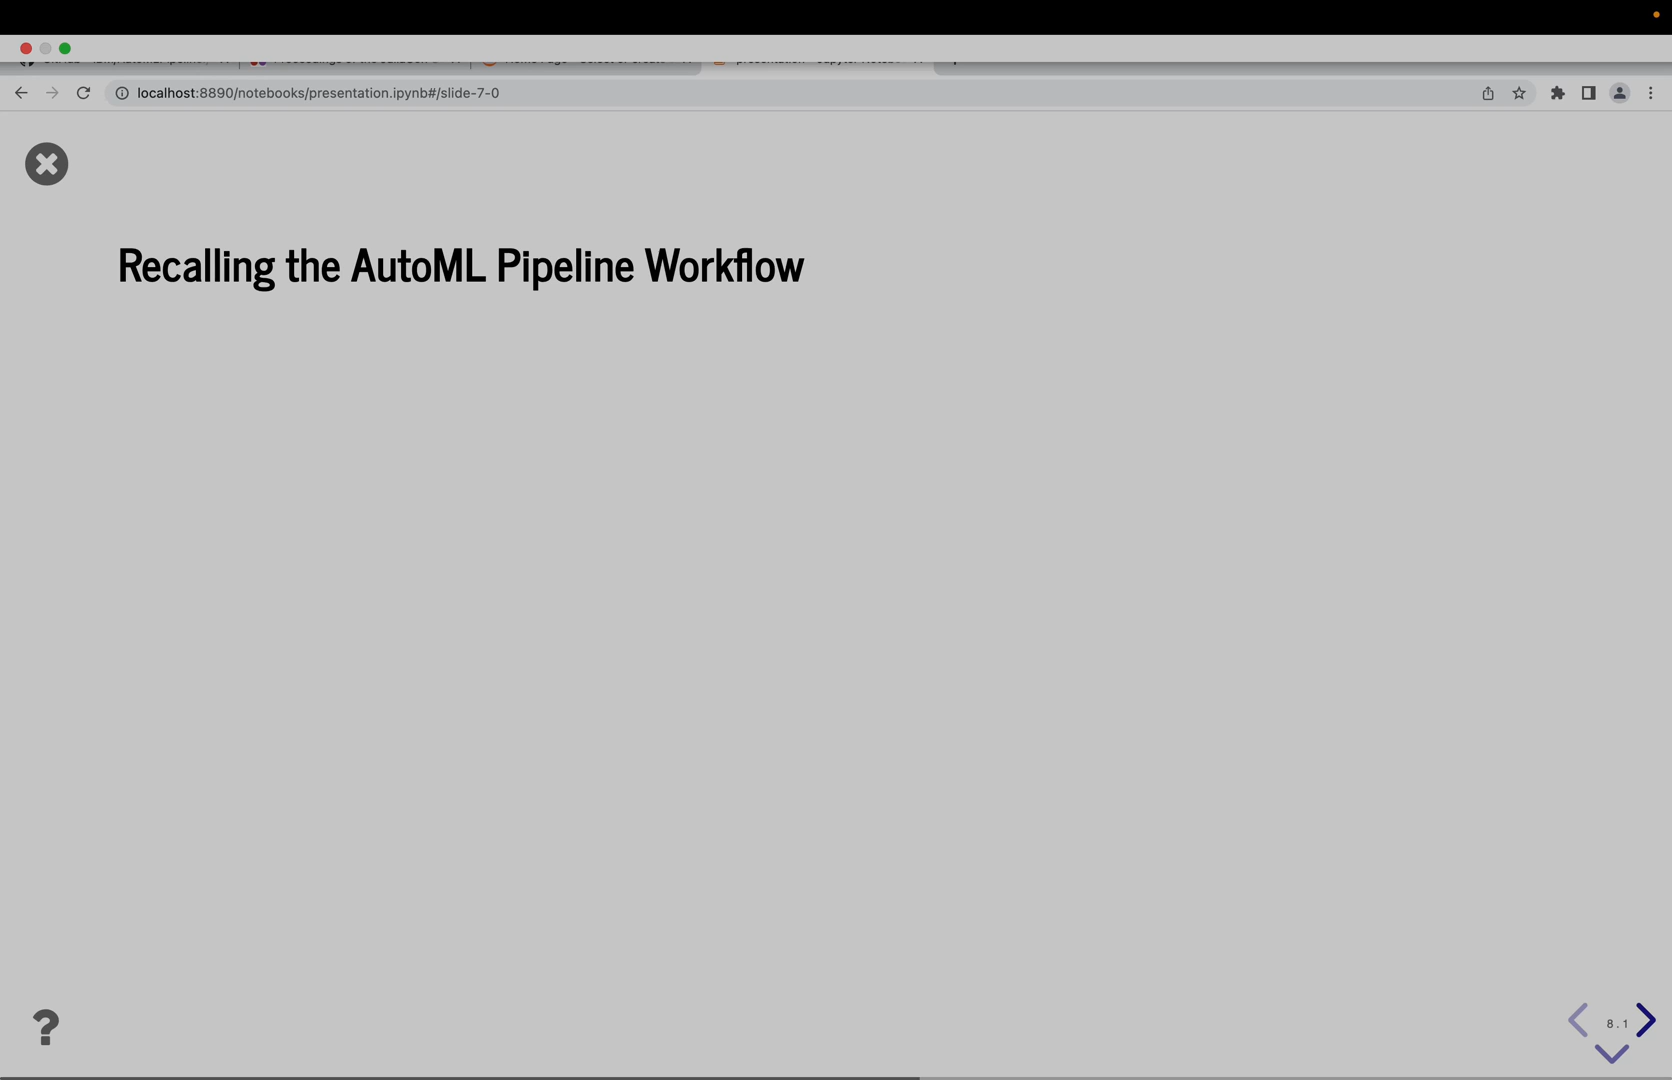 localhost:8890/notebooks/presentation.ipynb#/slide-7-0
Recalling the AutoML Pipeline Workflow
?
8.1